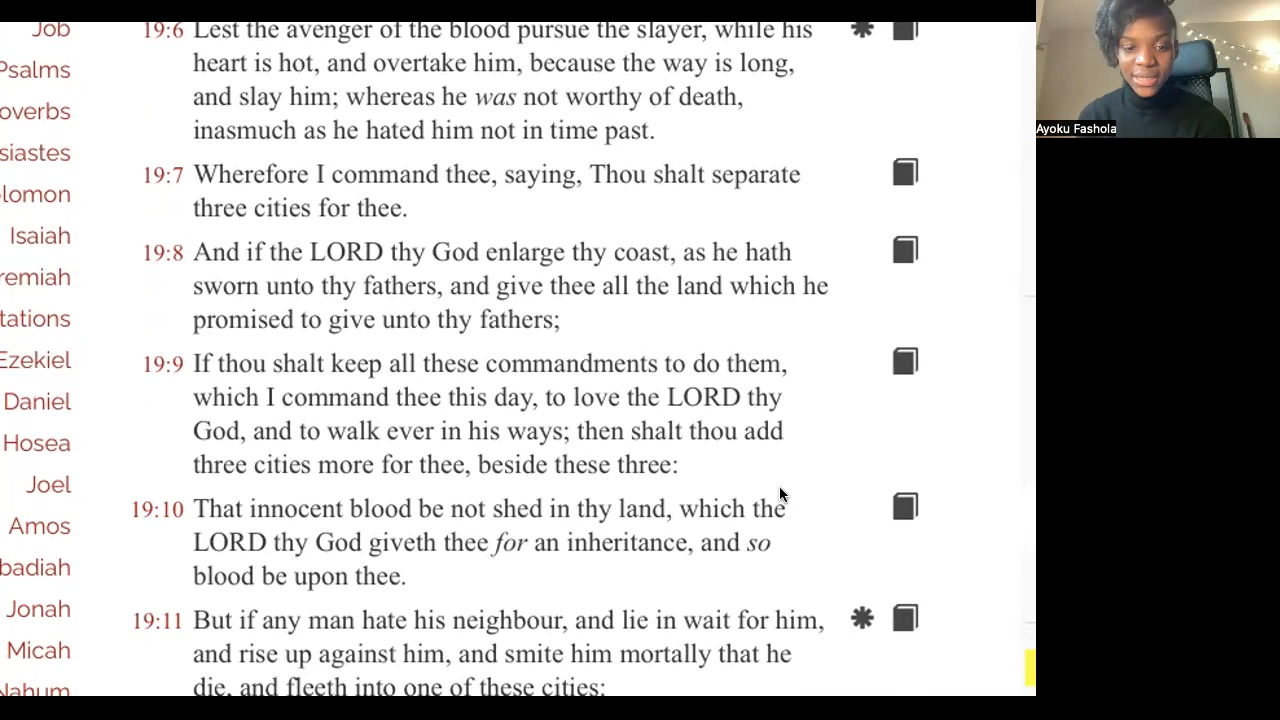 Job
Psalms
overbs
siastes
olomon
Isaiah
remiah
tations
Ezekiel
Daniel
Hosea
Joel
Amos
badiah
Jonah
Micah
Nahum
19:6 Lest the avenger of the blood pursue the slayer, while his
heart is hot, and overtake him, because the way is long,
and slay him; whereas he was not worthy of death,
inasmuch as he hated him not in time past.
19:7 Wherefore I command thee, saying, Thou shalt separate
three cities for thee.
19:8 And if the LORD thy God enlarge thy coast, as he hath
sworn unto thy fathers, and give thee all the land which he
promised to give unto thy fathers;
19:9 If thou shalt keep all these commandments to do them,
which I command thee this day, to love the LORD thy
God, and to walk ever in his ways; then shalt thou add
three cities more for thee, beside these three:
19:10 That innocent blood be not shed in thy land, which the
LORD thy God giveth thee for an inheritance, and so
blood be upon thee.
19:11 But if any man hate his neighbour, and lie in wait for him,
and rise up against him, and smite him mortally that he
die, and fleeth into one of these cities:
Ayoku Fashola